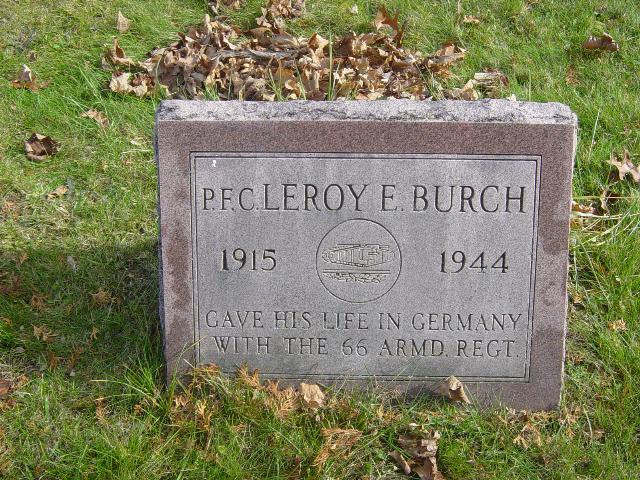 P.F.C. LEROY E. BURCH
1915 1944
GAVE HIS LIFE IN GERMANY
WITH THE 66 ARMD. REGT.